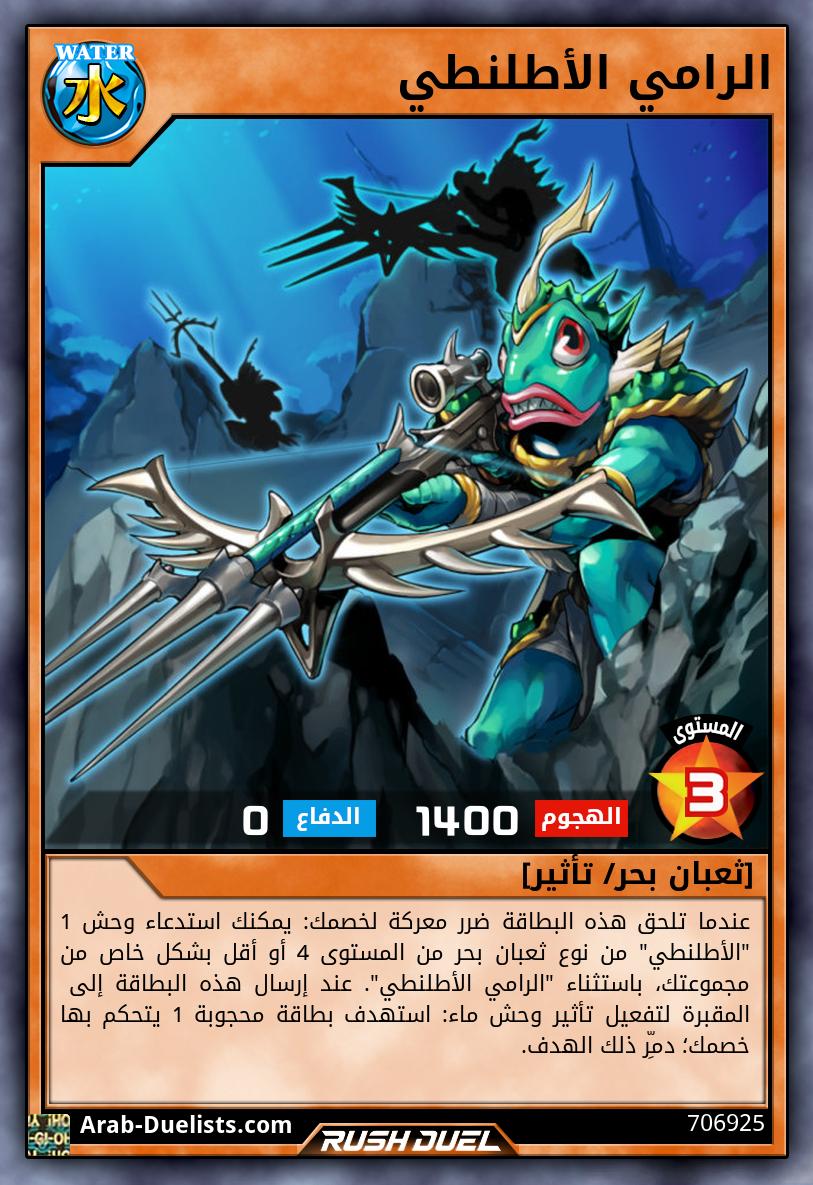 WATER
水
الرامي الأطلنطي
المستوى
3
الهجوم 1400 الدفاع 0
[ثعبان بحر/ تأثير]
عندما تلحق هذه البطاقة ضرر معركة لخصمك: يمكنك استدعاء وحش 1
"الأطلنطي" من نوع ثعبان بحر من المستوى 4 أو أقل بشكل خاص من
مجموعتك، باستثناء "الرامي الأطلنطي". عند إرسال هذه البطاقة إلى
المقبرة لتفعيل تأثير وحش ماء: استهدف بطاقة محجوبة 1 يتحكم بها
خصمك؛ دمّرِ ذلك الهدف.
Arab-Duelists.com
RUSH DUEL
706925